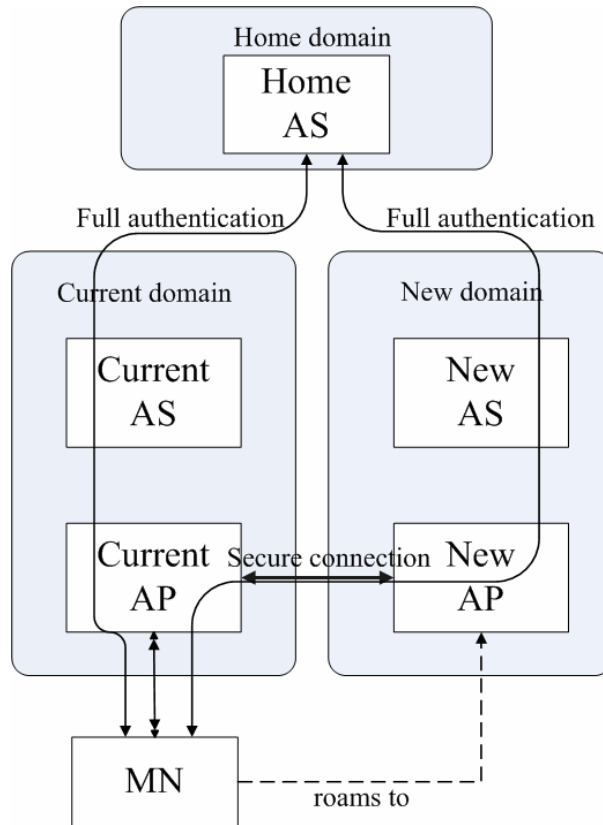 Home domain
Home
AS
Full authentication
Full authentication
Current domain
New domain
Current
AS
New
AS
Current
AP
Secure connection
New
AP
MN
roams to